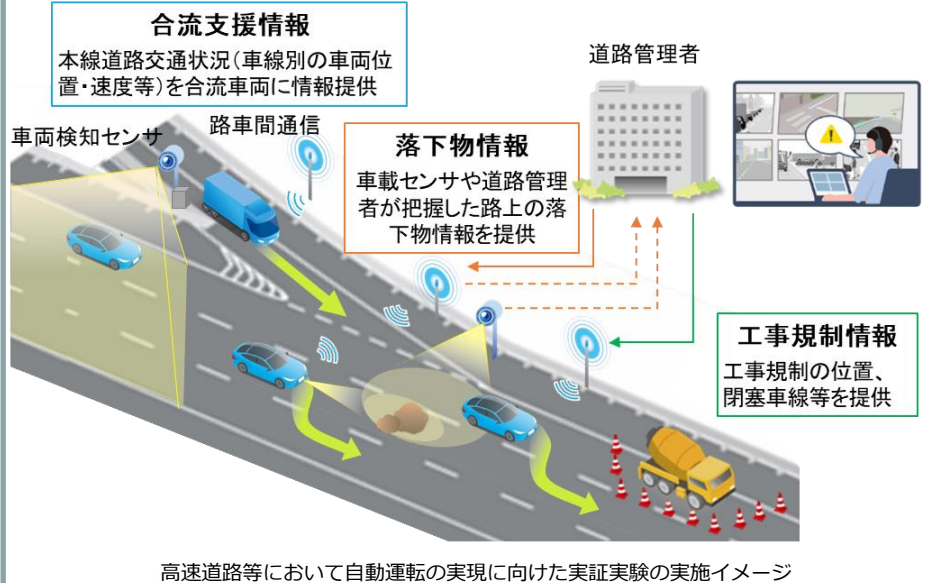 合流支援情報
本線道路交通状況(車線別の車両位
置・速度等)を合流車両に情報提供
道路管理者
車両検知センサ
路車間通信
落下物情報
車載センサや道路管理
者が把握した路上の落
下物情報を提供
工事規制情報
工事規制の位置、
閉塞車線等を提供
高速道路等において自動運転の実現に向けた実証実験の実施イメージ